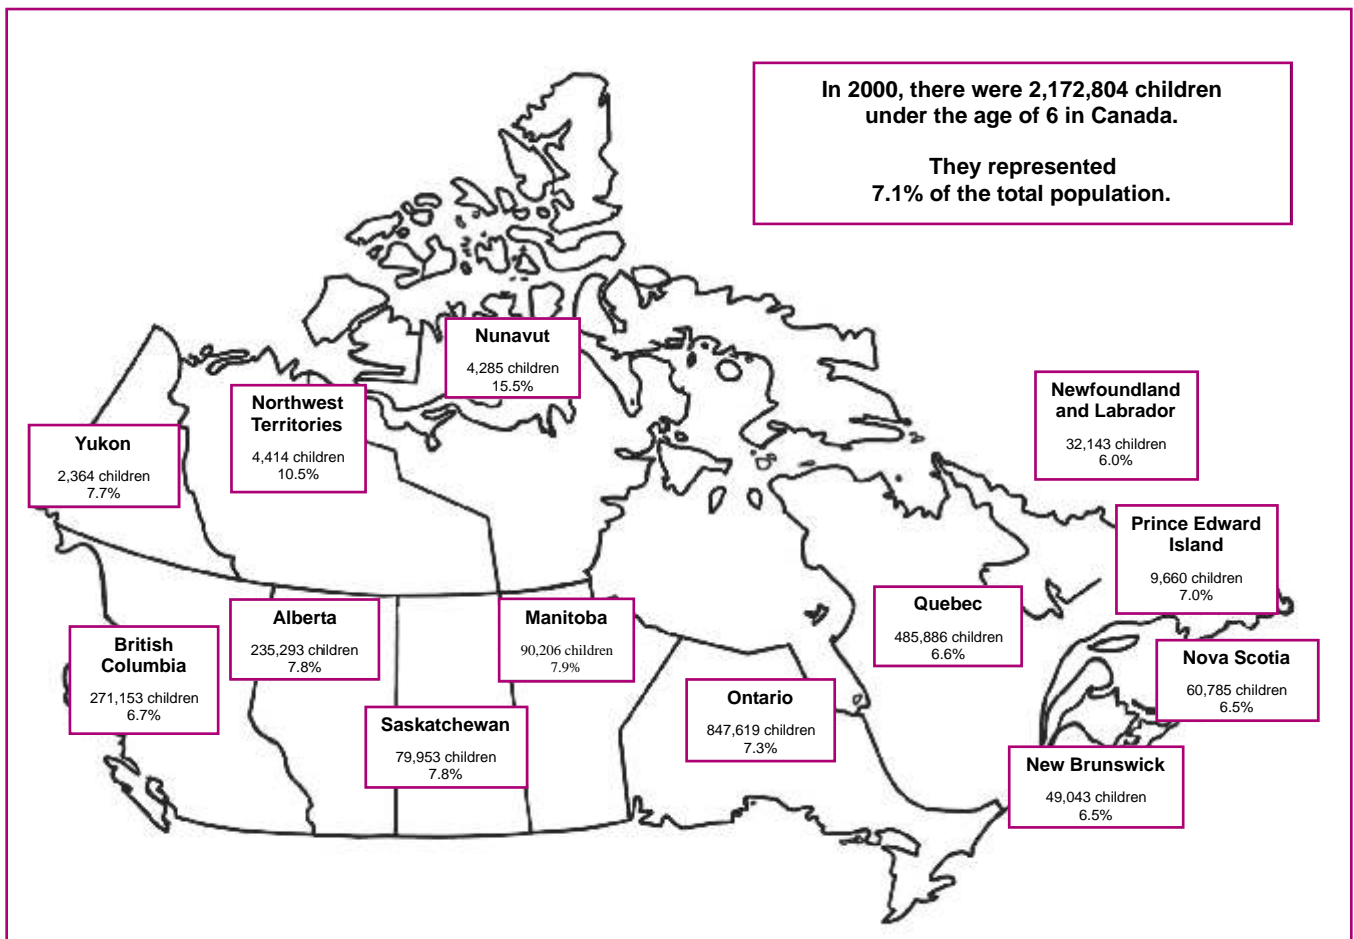 In 2000, there were 2,172,804 children
under the age of 6 in Canada.
They represented
7.1% of the total population.
Nunavut
4,285 children
15.5%
Northwest
Territories
4,414 children
10.5%
Yukon
2,364 children
7.7%
Newfoundland
and Labrador
32,143 children
6.0%
Prince Edward
Island
9,660 children
7.0%
Quebec
485,886 children
6.6%
Alberta
235,293 children
7.8%
Manitoba
90,206 children
7.9%
British
Columbia
271,153 children
6.7%
Nova Scotia
60,785 children
6.5%
Ontario
847,619 children
7.3%
Saskatchewan
79,953 children
7.8%
New Brunswick
49,043 children
6.5%